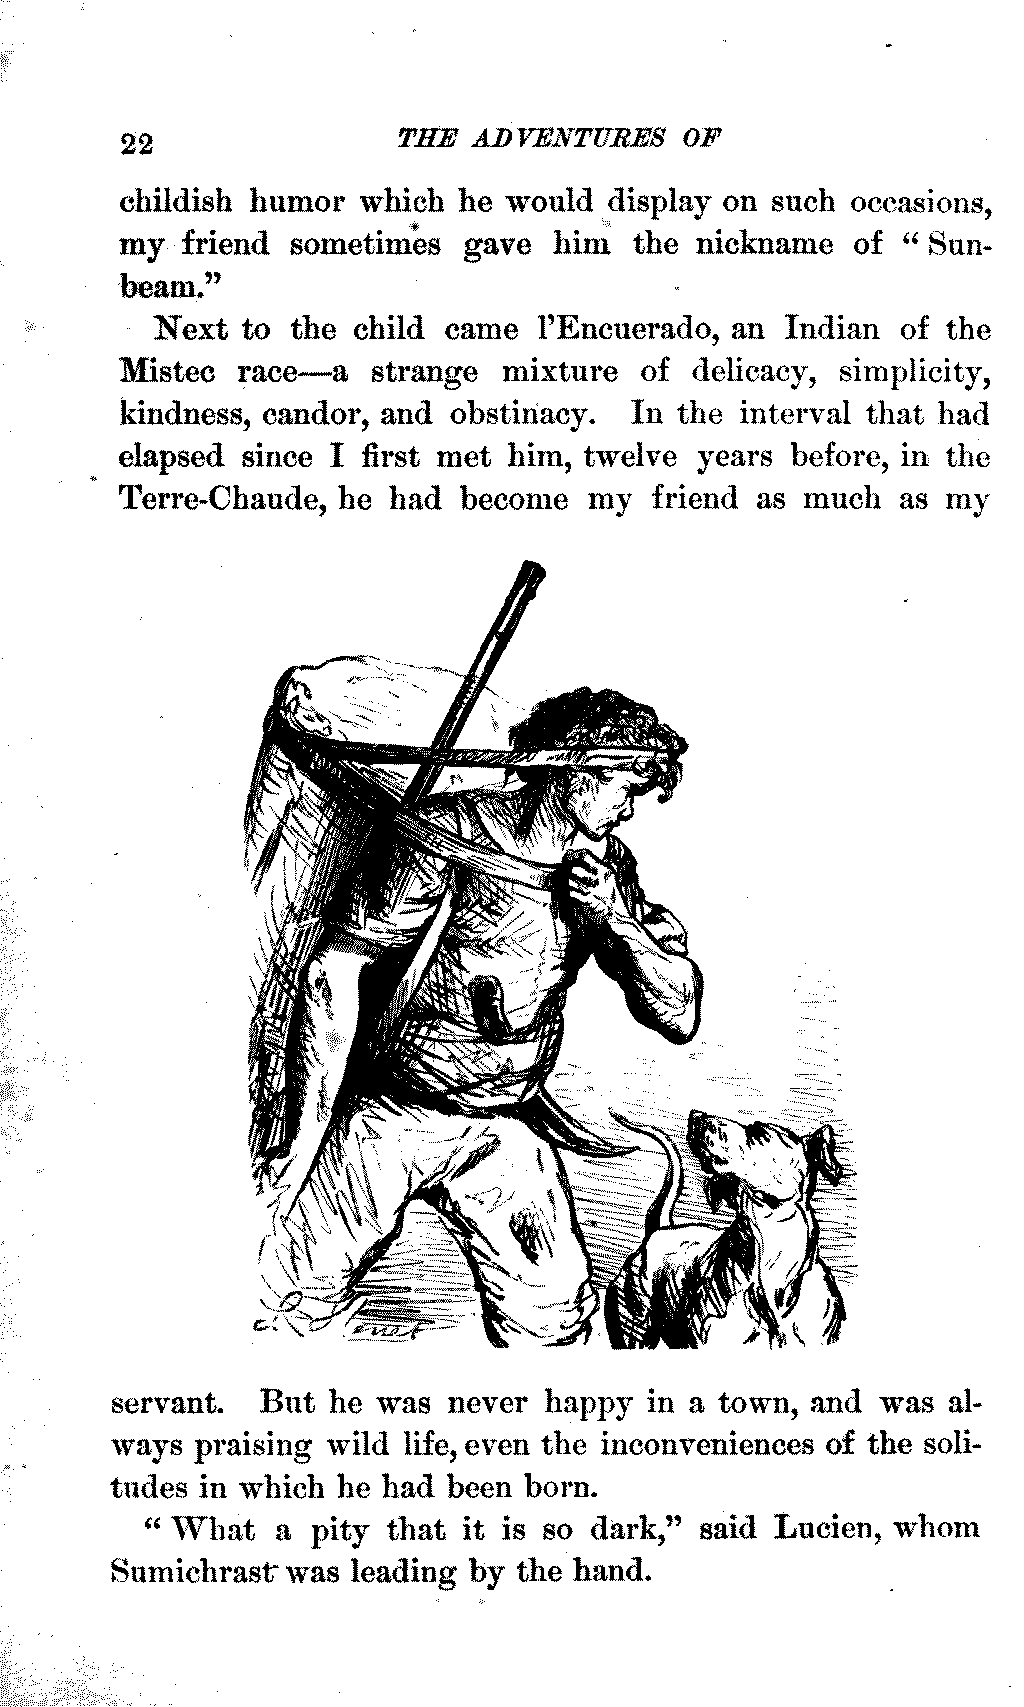 22 THE ADVENTURES OF
childish humor which he would display on such occasions,
my friend sometimes gave him the nickname of “Sun-
beam.”
Next to the child came l’Encuerado, an Indian of the
Mistec race—a strange mixture of delicacy, simplicity,
kindness, candor, and obstinacy. In the interval that had
elapsed since I first met him, twelve years before, in the
Terre-Chaude, he had become my friend as much as my
servant. But he was never happy in a town, and was al-
ways praising wild life, even the inconveniences of the soli-
tudes in which he had been born.
“What a pity that it is so dark,” said Lucien, whom
Sumichrast was leading by the hand.